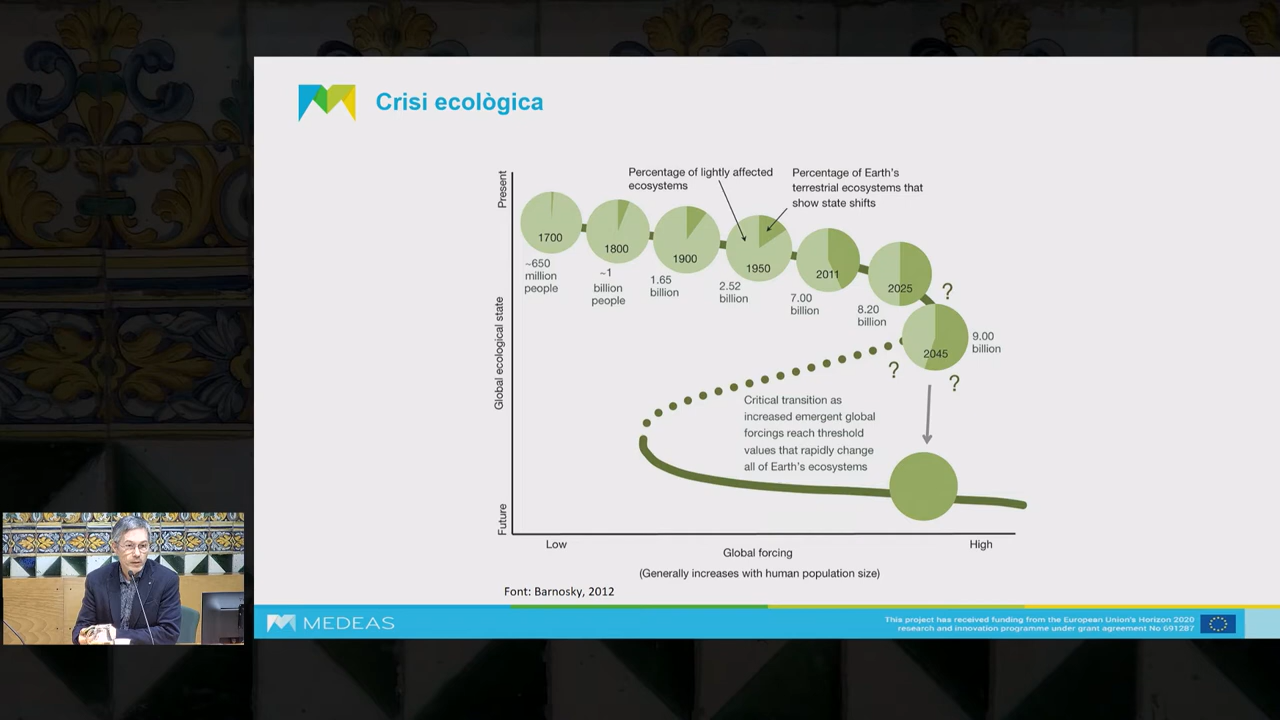 Crisi ecològica
Percentage of lightly affected
ecosystems
Percentage of Earth's
terrestrial ecosystems that
show state shifts
Present
Global ecological state
Future
1700
1800
1900
1950
2011
2025
2045
~650
million
people
~1
billion
people
1.65
billion
2.52
billion
7.00
billion
8.20
billion
9.00
billion
?
?
?
Critical transition as
increased emergent global
forcings reach threshold
values that rapidly change
all of Earth's ecosystems
Low
Global forcing
High
(Generally increases with human population size)
Font: Barnosky, 2012
MEDEAS
This project has received funding from the European Union's Horizon 2020
research and innovation programme under grant agreement No 691287